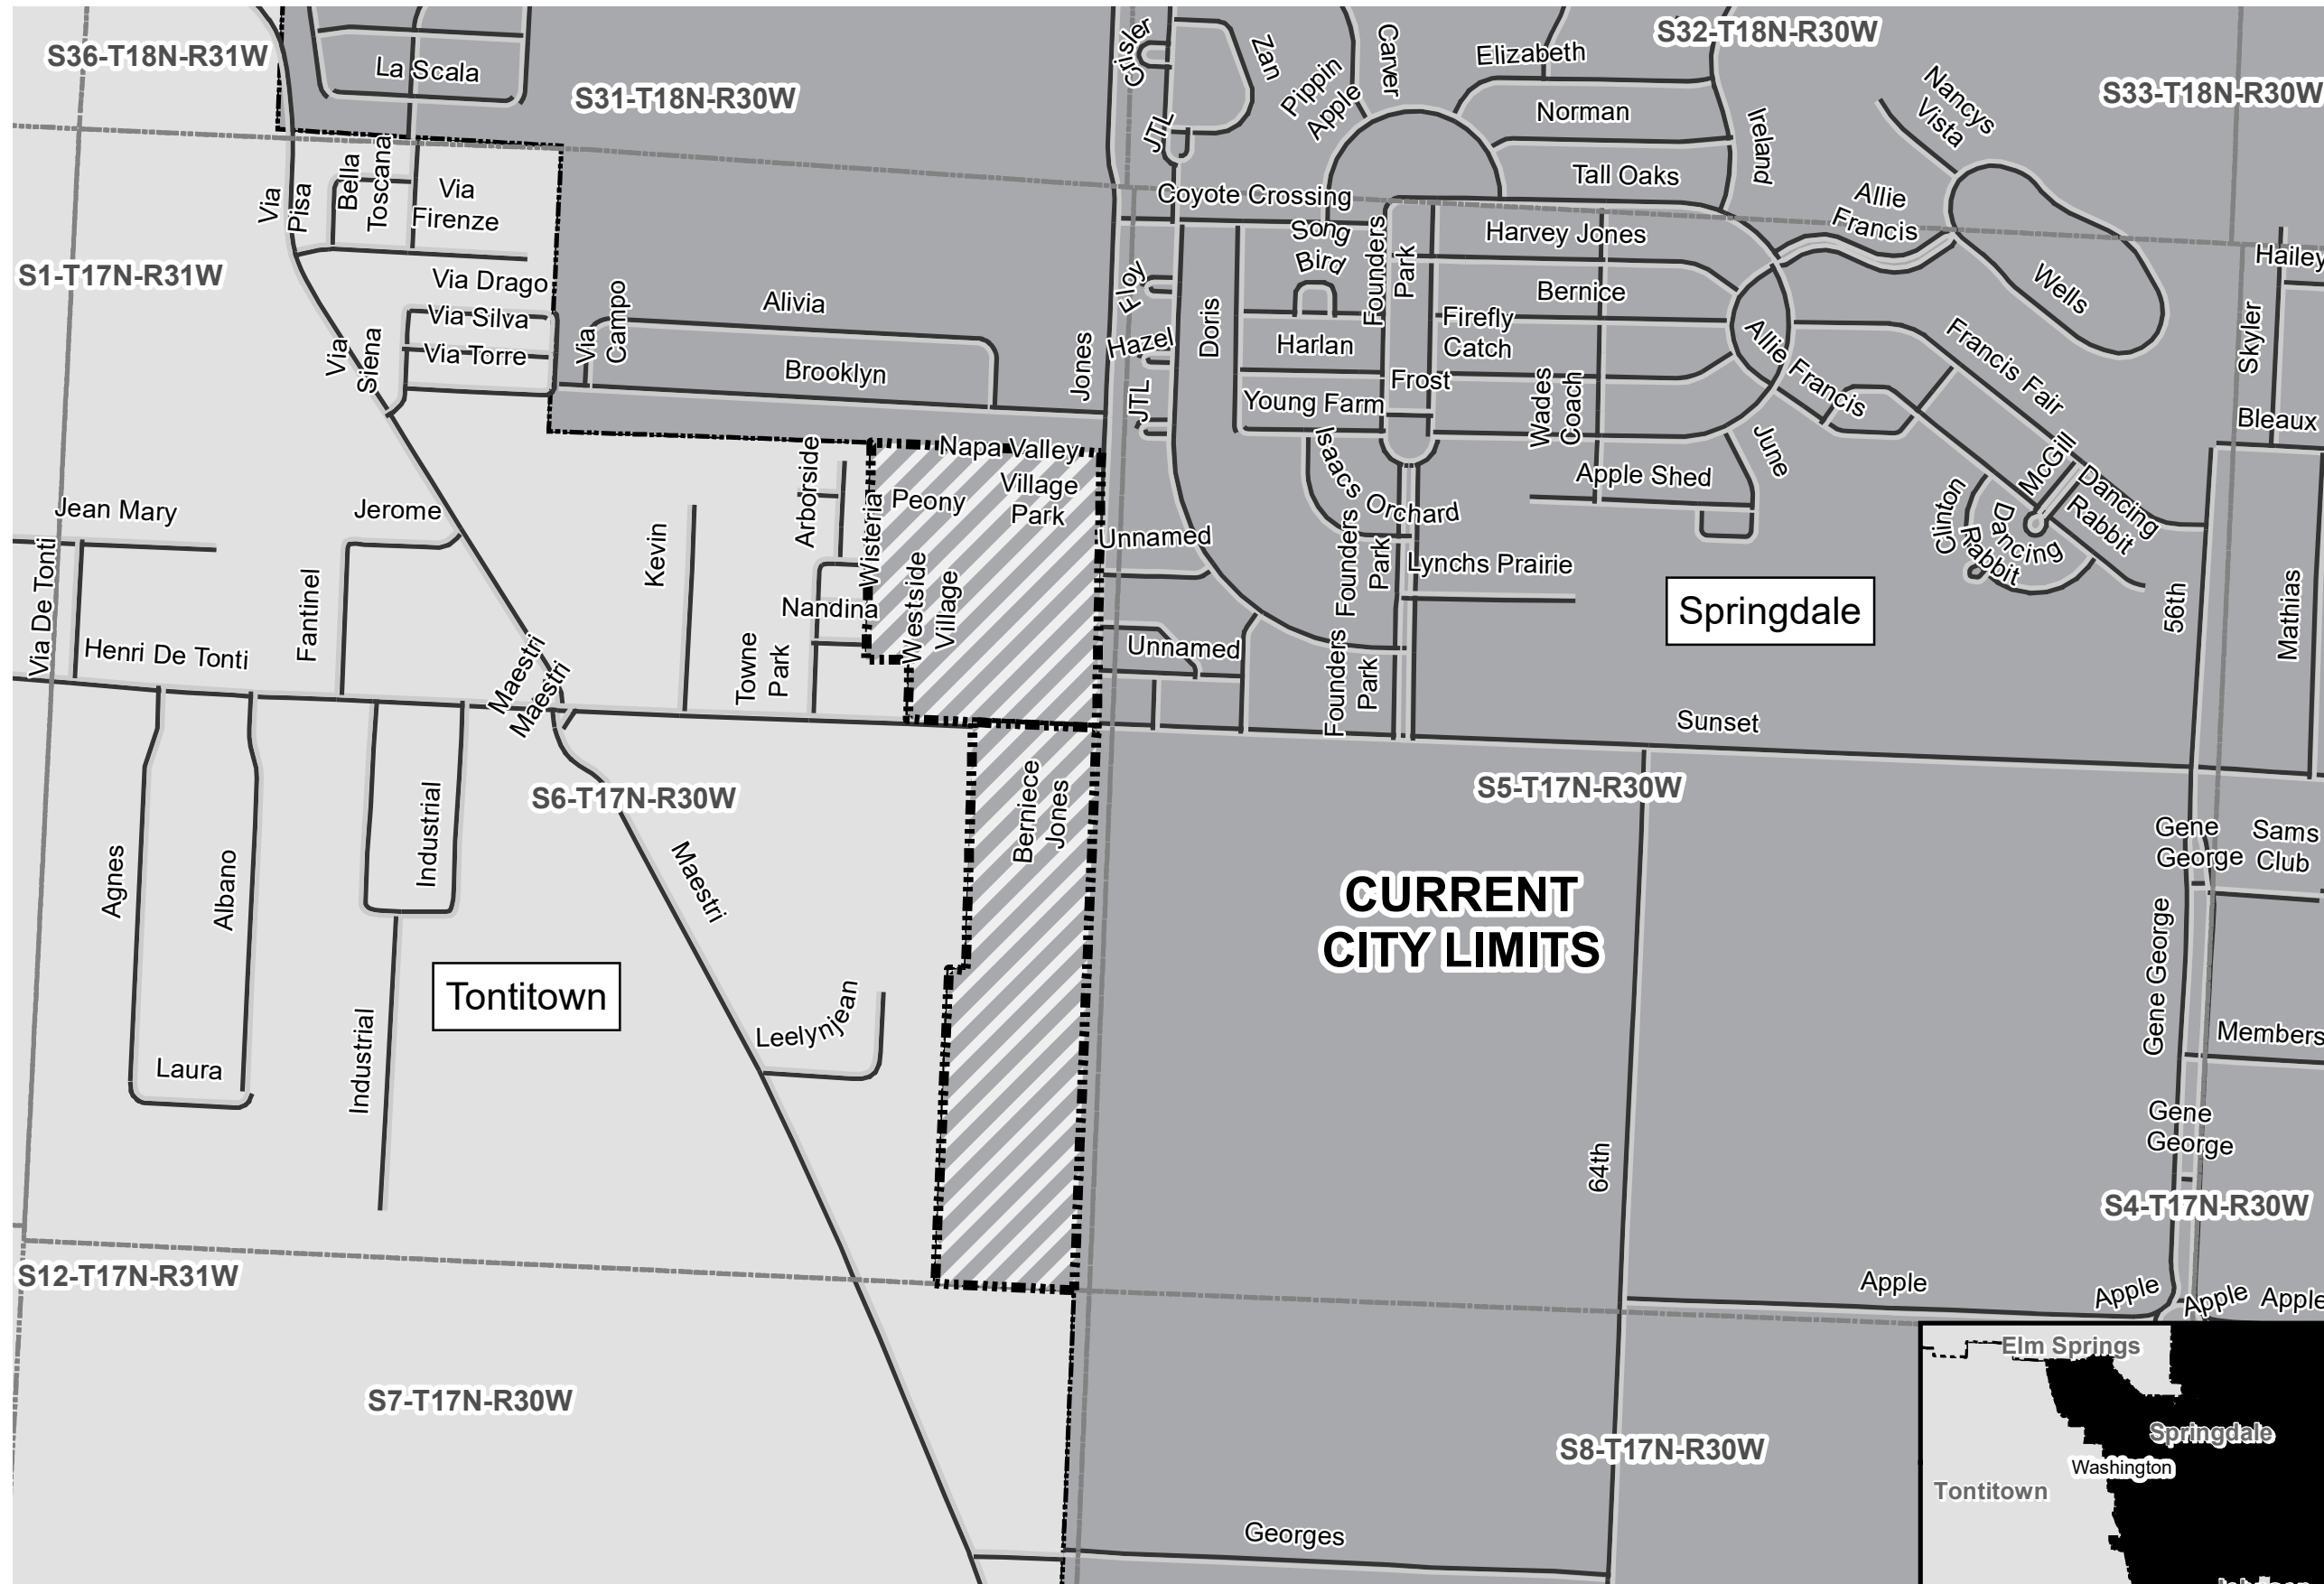 S36-T18N-R31W
La Scala
S31-T18N-R30W
Crisler
Zan
Pippin
Apple
Carver
Elizabeth
S32-T18N-R30W
Nancys
Vista
S33-T18N-R30W
Norman
JTL
Ireland
Tall Oaks
Via
Pisa
Bella
Toscana
Via
Firenze
Coyote Crossing
Allie
Francis
Song
Bird
Founders
Park
Harvey Jones
Hailey
S1-T17N-R31W
Via Drago
Via Silva
Via Torre
Via
Campo
Alivia
Brooklyn
Jones
Floy
Hazel
JTL
Doris
Harlan
Firefly
Catch
Bernice
Wells
Francis Fair
Allie Francis
Skyler
Via
Siena
Frost
Young Farm
Wades
Coach
Bleaux
Napa Valley
Arborside
Peony
Village
Park
Isaacs
Orchard
Apple Shed
June
McGill
Dancing
Rabbit
Clinton
Dancing
Rabbit
Jean Mary
Jerome
Kevin
Wisteria
Unnamed
Founders
Park
Lynchs Prairie
Via De Tonti
Fantinel
Nandina
Westside
Village
Springdale
56th
Mathias
Henri De Tonti
Maestri
Maestri
Towne
Park
Unnamed
Founders
Park
Sunset
S6-T17N-R30W
S5-T17N-R30W
Berniece
Jones
Gene
George
Sams
Club
Agnes
Albano
Industrial
Maestri
CURRENT
CITY LIMITS
Gene George
Tontitown
Leelynjean
Members
Laura
Industrial
64th
Gene
George
S4-T17N-R30W
S12-T17N-R31W
Apple
Apple
Apple
Apple
Elm Springs
S7-T17N-R30W
S8-T17N-R30W
Springdale
Washington
Tontitown
Georges